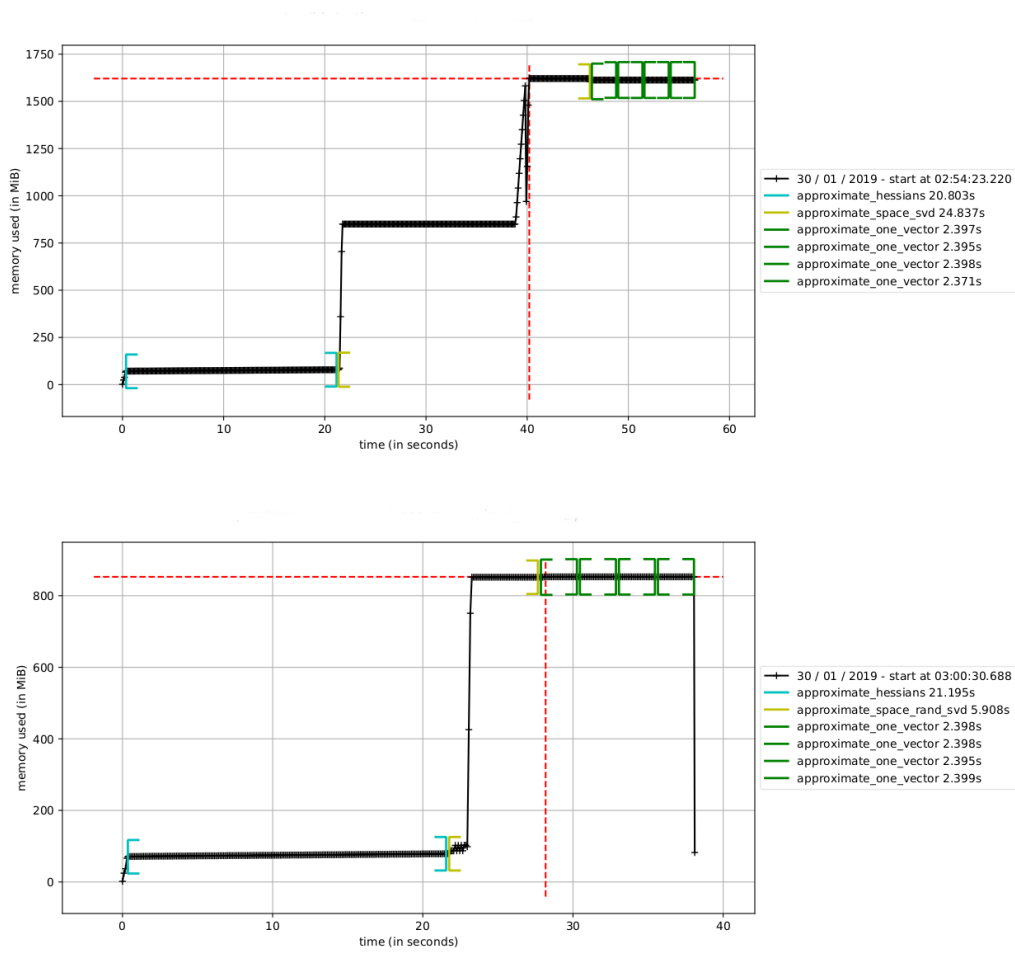 1750
1500
1250
1000
750
500
250
0
memory used (in MiB)
0 10 20 30 40 50 60
time (in seconds)
30 / 01 / 2019 - start at 02:54:23.220
approximate_hessians 20.803s
approximate_space_svd 24.837s
approximate_one_vector 2.397s
approximate_one_vector 2.395s
approximate_one_vector 2.398s
approximate_one_vector 2.371s
800
600
400
200
0
memory used (in MiB)
0 10 20 30 40
time (in seconds)
30 / 01 / 2019 - start at 03:00:30.688
approximate_hessians 21.195s
approximate_space_rand_svd 5.908s
approximate_one_vector 2.398s
approximate_one_vector 2.398s
approximate_one_vector 2.395s
approximate_one_vector 2.399s